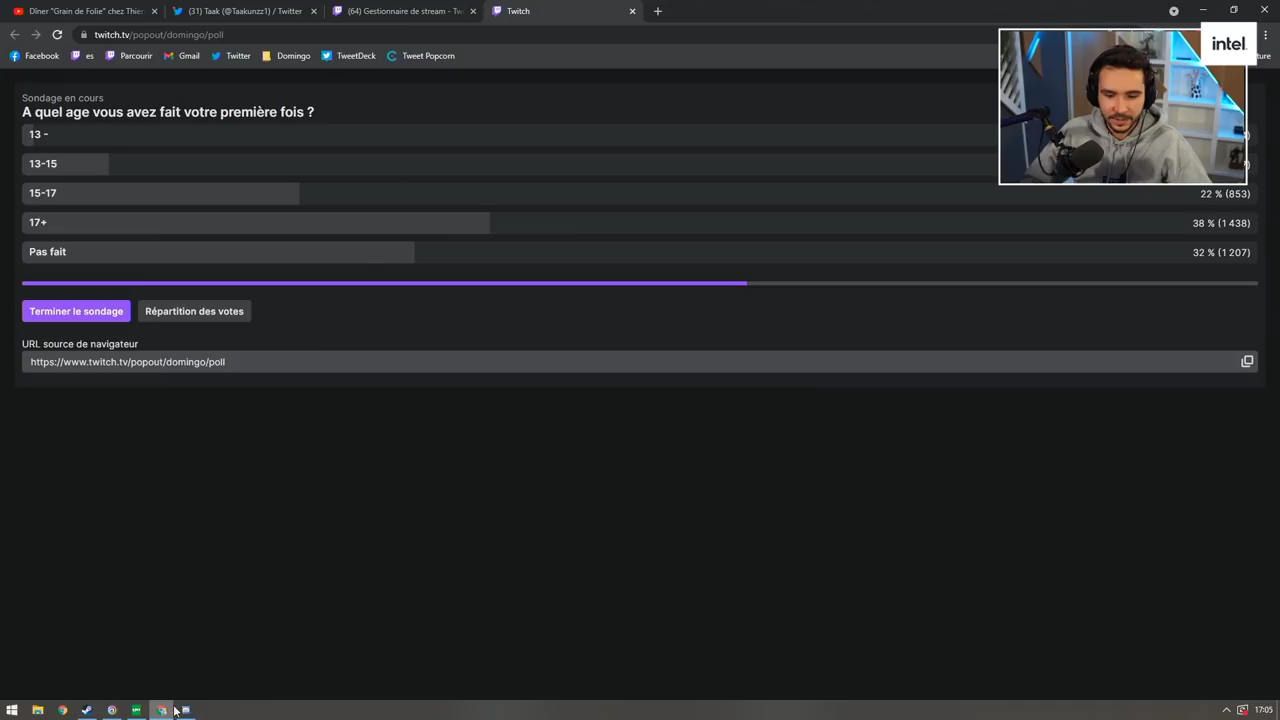 Dîner "Grain de Folie" chez Thier
(31) Taak (@Taakunzz1) / Twitter
(64) Gestionnaire de stream - Tw
Twitch
twitch.tv/popout/domingo/poll
Facebook
es
Parcourir
Gmail
Twitter
Domingo
TweetDeck
Tweet Popcorn
intel.
Sondage en cours
A quel age vous avez fait votre première fois ?
13 -
13-15
15-17
22 % (853)
17+
38 % (1 438)
Pas fait
32 % (1 207)
Terminer le sondage
Répartition des votes
URL source de navigateur
https://www.twitch.tv/popout/domingo/poll
17:05